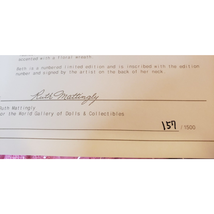 accented with a floral wreath.
Ruth is a numbered limited edition and is inscribed with the edition
number and signed by the artist on the back of her neck.
Ruth Mattingly
Ruth Mattingly
or the World Gallery of Dolls & Collectibles
157 / 1500